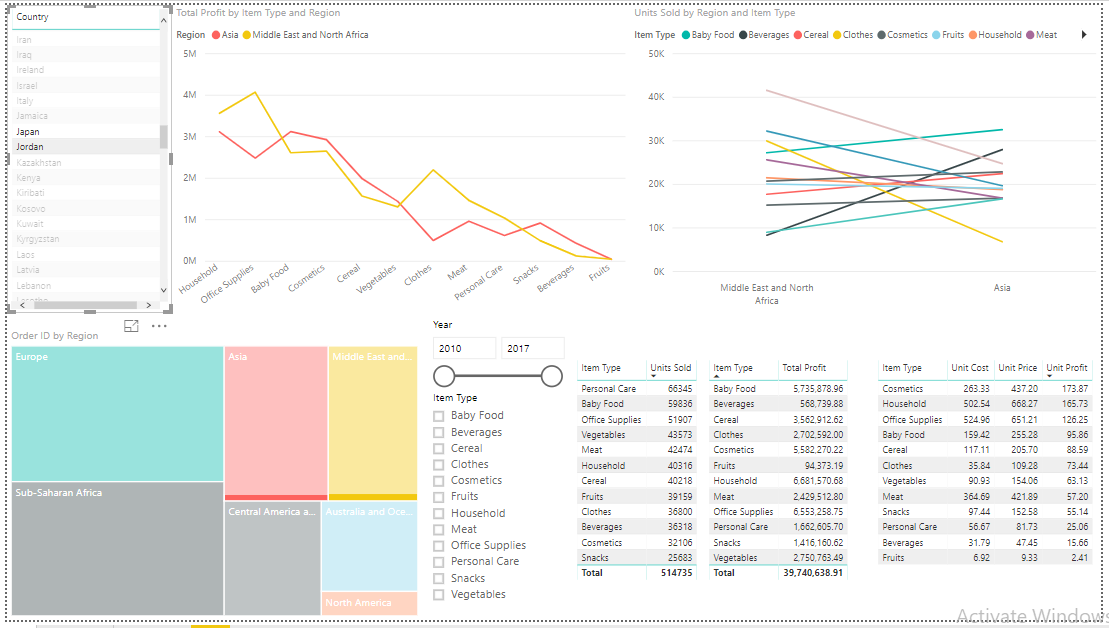 Country
Iran
Iraq
Ireland
Israel
Italy
Jamaica
Japan
Jordan
Kazakhstan
Kenya
Kiribati
Kosovo
Kuwait
Kyrgyzstan
Laos
Latvia
Lebanon
Lesotho
Total Profit by Item Type and Region
Region Asia Middle East and North Africa
5M
4M
3M
2M
1M
0M
Household
Office Supplies
Baby Food
Cosmetics
Cereal
Vegetables
Clothes
Meat
Personal Care
Snacks
Beverages
Fruits
Units Sold by Region and Item Type
Item Type Baby Food Beverages Cereal Clothes Cosmetics Fruits Household Meat
50K
40K
30K
20K
10K
0K
Middle East and North
Africa
Asia
Order ID by Region
Europe
Asia
Middle East and...
Sub-Saharan Africa
Central America a...
Australia and Oce...
North America
Year
2010 2017
Item Type
Baby Food
Beverages
Cereal
Clothes
Cosmetics
Fruits
Household
Meat
Office Supplies
Personal Care
Snacks
Vegetables
Item Type Units Sold
Personal Care 66345
Baby Food 59836
Office Supplies 51907
Vegetables 43573
Meat 42474
Household 40316
Cereal 40218
Fruits 39159
Clothes 36800
Beverages 36318
Cosmetics 32106
Snacks 25683
Total 514735
Item Type Total Profit
Baby Food 5,735,878.96
Beverages 568,739.88
Cereal 3,562,912.62
Clothes 2,702,592.00
Cosmetics 5,582,270.22
Fruits 94,373.19
Household 6,681,570.68
Meat 2,429,512.80
Office Supplies 6,553,258.75
Personal Care 1,662,605.70
Snacks 1,416,160.62
Vegetables 2,750,763.49
Total 39,740,638.91
Item Type Unit Cost Unit Price Unit Profit
Cosmetics 263.33 437.20 173.87
Household 502.54 668.27 165.73
Office Supplies 524.96 651.21 126.25
Baby Food 159.42 255.28 95.86
Cereal 117.11 205.70 88.59
Clothes 35.84 109.28 73.44
Vegetables 90.93 154.06 63.13
Meat 364.69 421.89 57.20
Snacks 97.44 152.58 55.14
Personal Care 56.67 81.73 25.06
Beverages 31.79 47.45 15.66
Fruits 6.92 9.33 2.41
Activate Windows